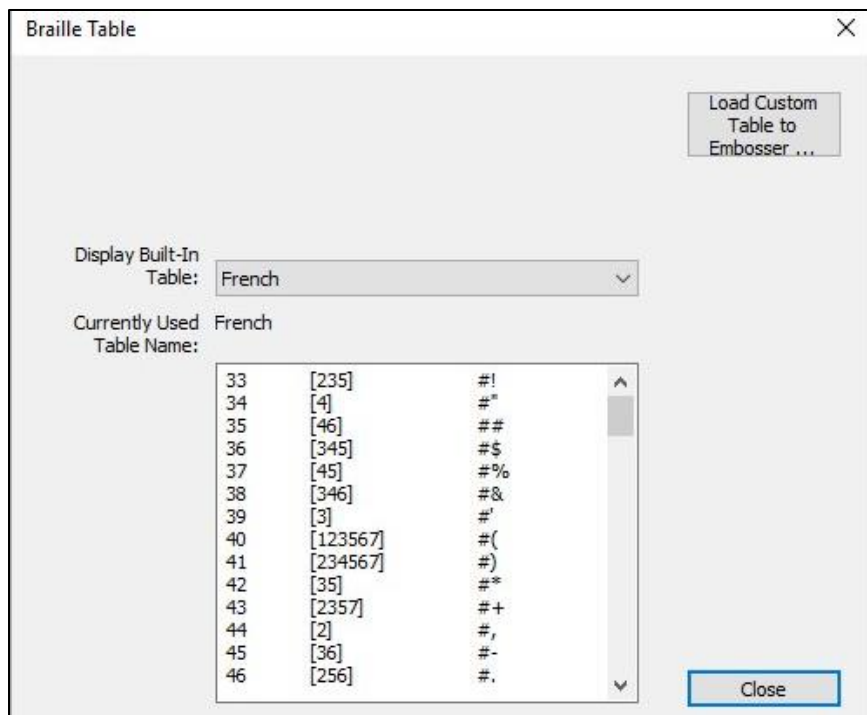 Braille Table
Load Custom
Table to
Embosser ...
Display Built-In
Table:
French
Currently Used
Table Name:
French
33 [235] #!
34 [4] #"
35 [46] ##
36 [345] #$
37 [45] #%
38 [346] #&
39 [3] #'
40 [123567] #(
41 [234567] #)
42 [35] #*
43 [2357] #+
44 [2] #,
45 [36] #-
46 [256] #.
Close